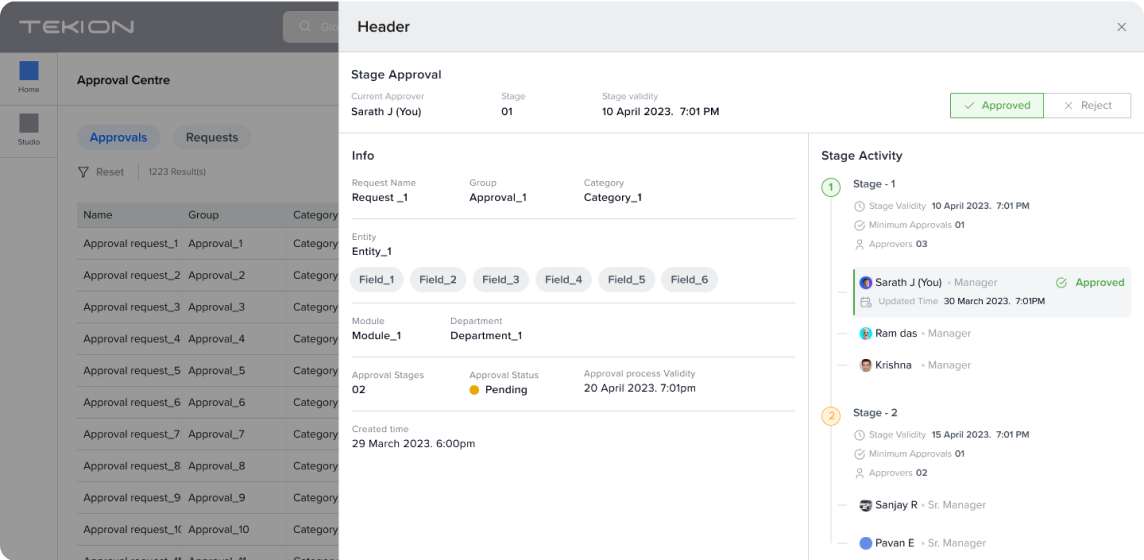 TEKION
Glo
Home
Studio
Approval Centre
Approvals Requests
Reset 1223 Result(s)
Name Group Category
Approval request_1 Approval_1 Category
Approval request_2 Approval_2 Category
Approval request_3 Approval_3 Category
Approval request_4 Approval_4 Category
Approval request_5 Approval_5 Category
Approval request_6 Approval_6 Category
Approval request_7 Approval_7 Category
Approval request_8 Approval_8 Category
Approval request_9 Approval_9 Category
Approval request_1( Approval_10 Category
Header
Stage Approval
Current Approver Stage Stage validity
Sarath J (You) 01 10 April 2023. 7:01 PM
Approved Reject
Info
Request Name Group Category
Request _1 Approval_1 Category_1
Entity
Entity_1
Field_1 Field_2 Field_3 Field_4 Field_5 Field_6
Module Department
Module_1 Department_1
Approval Stages Approval Status Approval process Validity
02 Pending 20 April 2023. 7:01pm
Created time
29 March 2023. 6:00pm
Stage Activity
1 Stage - 1
Stage Validity 10 April 2023. 7:01 PM
Minimum Approvals 01
Approvers 03
Sarath J (You) Manager Approved
Updated Time 30 March 2023. 7:01PM
Ram das Manager
Krishna Manager
2 Stage - 2
Stage Validity 15 April 2023. 7:01 PM
Minimum Approvals 01
Approvers 02
Sanjay R Sr. Manager
Pavan E Sr. Manager